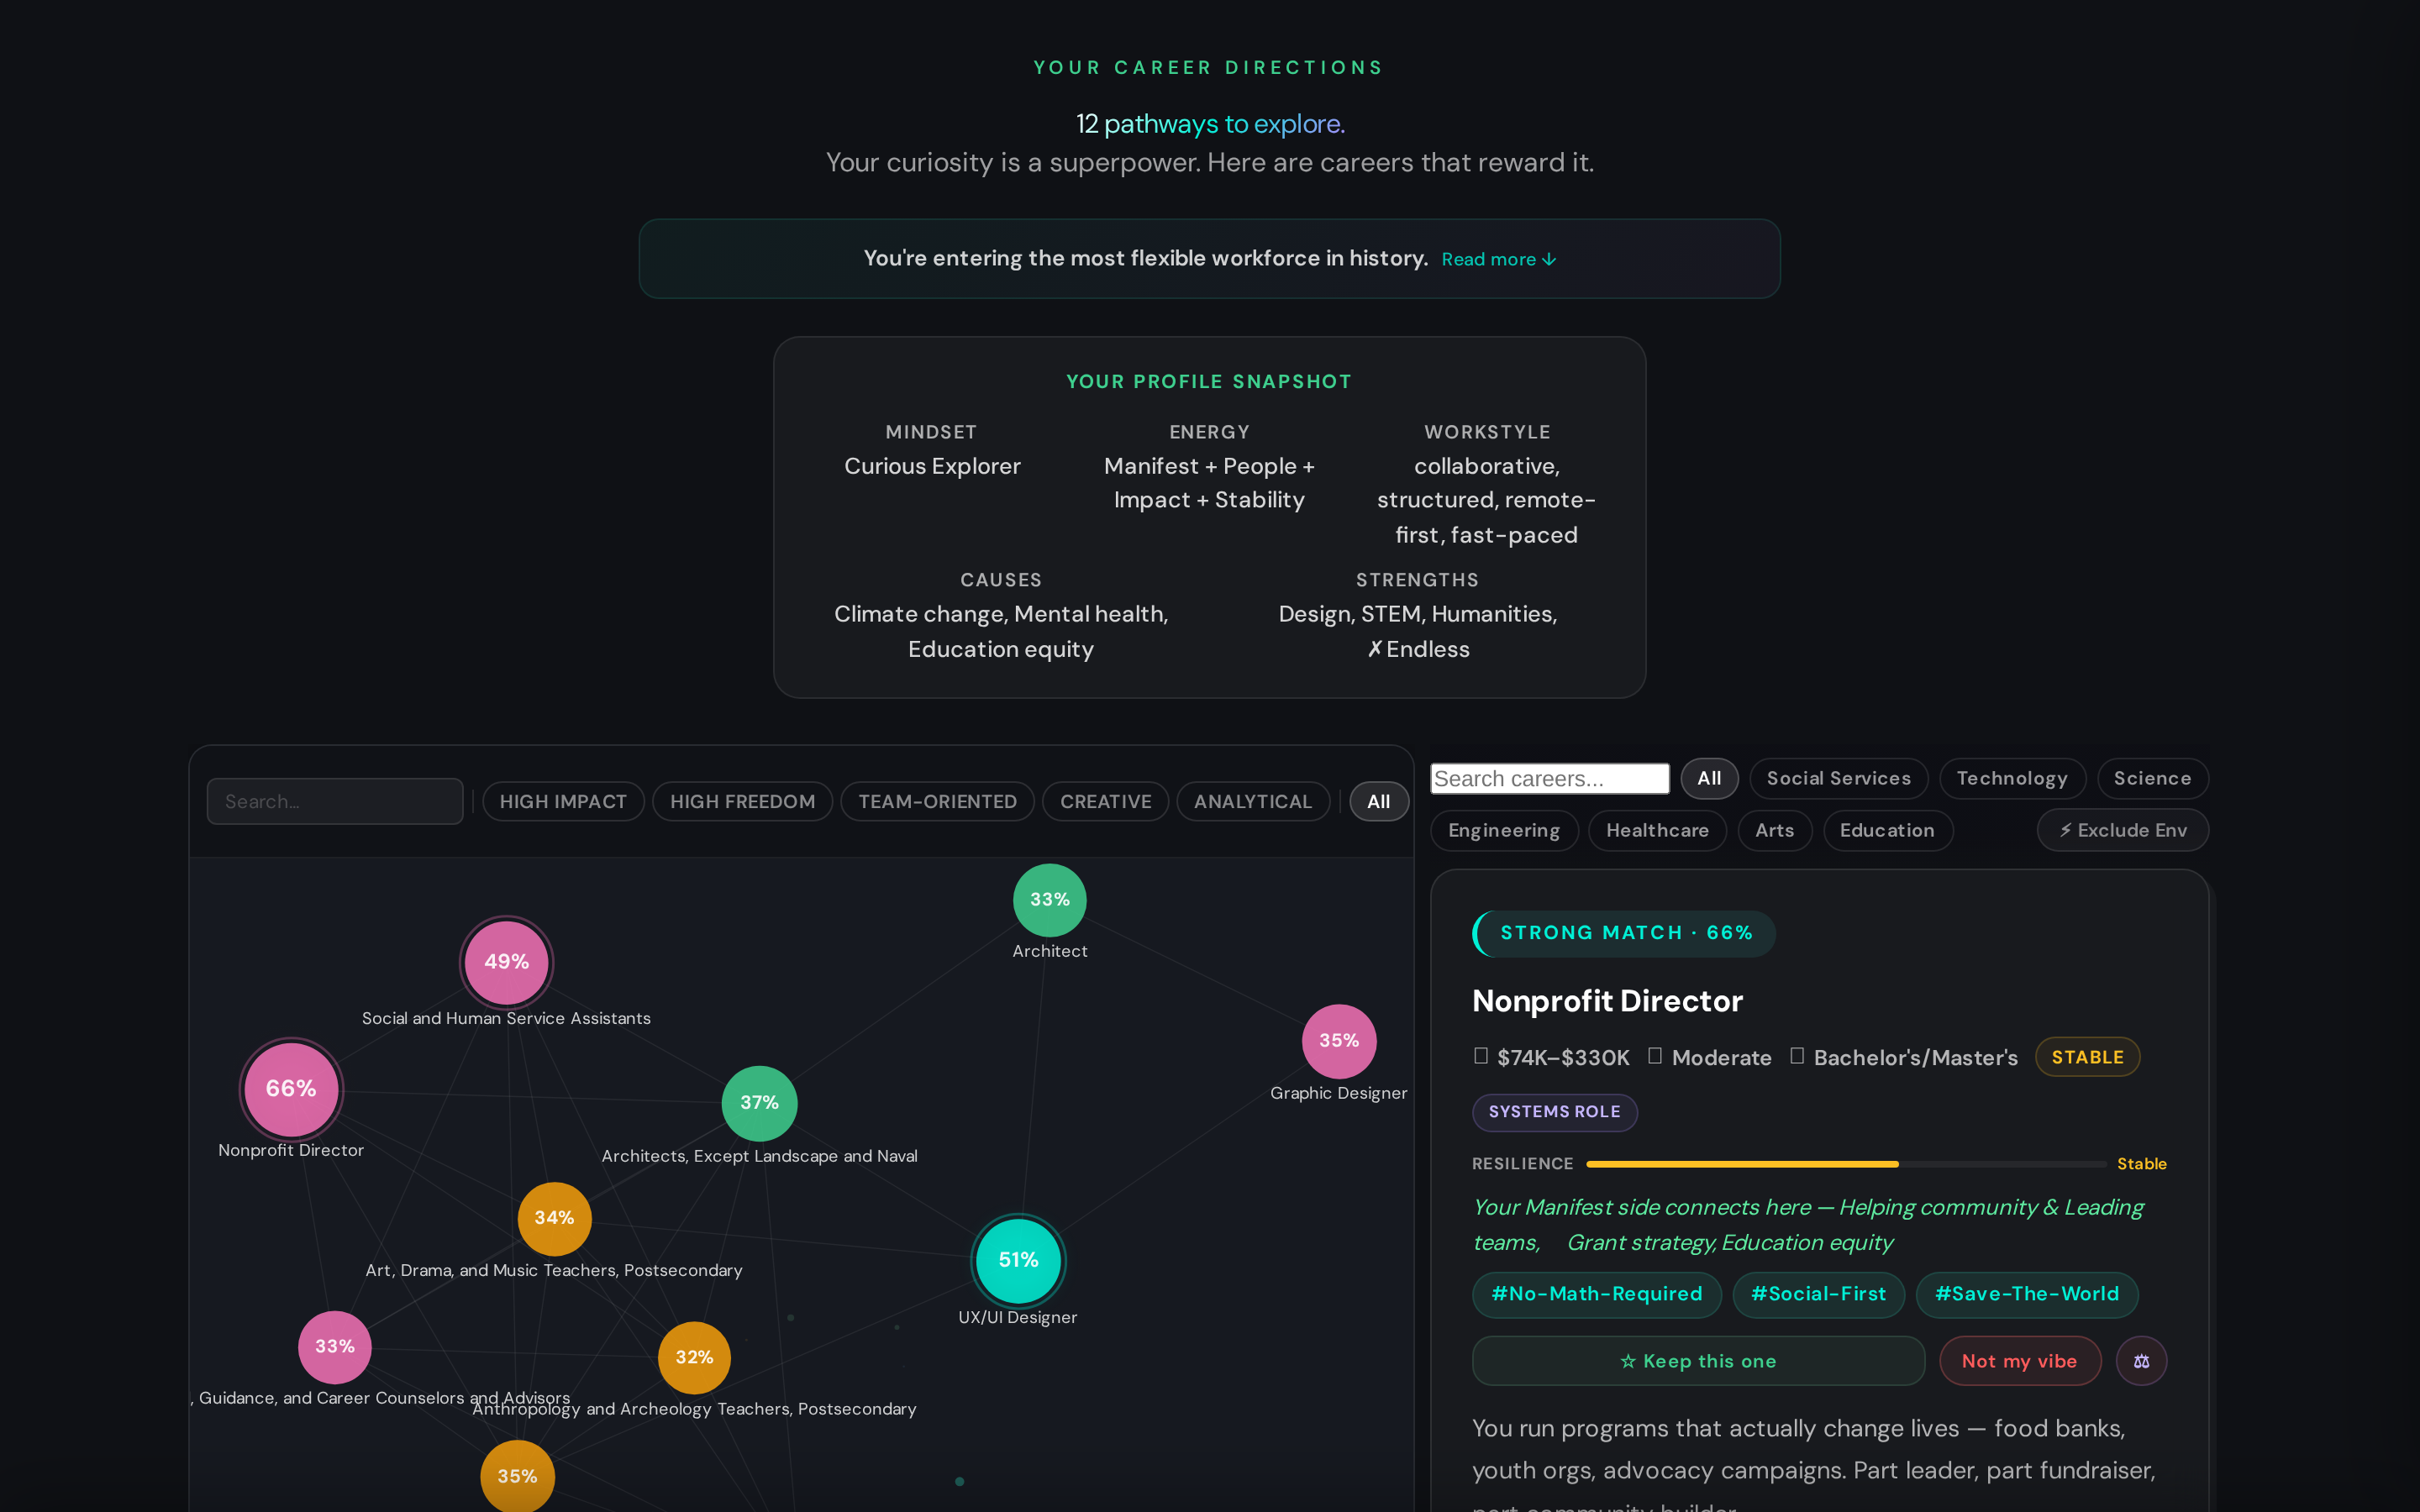 YOUR CAREER DIRECTIONS
12 pathways to explore.
Your curiosity is a superpower. Here are careers that reward it.
You're entering the most flexible workforce in history. Read more ↓
YOUR PROFILE SNAPSHOT
MINDSET
Curious Explorer
ENERGY
Manifest + People +
Impact + Stability
WORKSTYLE
collaborative,
structured, remote-
first, fast-paced
CAUSES
Climate change, Mental health,
Education equity
STRENGTHS
Design, STEM, Humanities,
✗Endless
Search...
HIGH IMPACT
HIGH FREEDOM
TEAM-ORIENTED
CREATIVE
ANALYTICAL
All
33%
Architect
49%
Social and Human Service Assistants
35%
Graphic Designer
66%
Nonprofit Director
37%
Architects, Except Landscape and Naval
34%
Art, Drama, and Music Teachers, Postsecondary
51%
UX/UI Designer
33%
, Guidance, and Career Counselors and Advisors
32%
Anthropology and Archeology Teachers, Postsecondary
35%
Search careers...
All
Social Services
Technology
Science
Engineering
Healthcare
Arts
Education
⚡ Exclude Env
STRONG MATCH · 66%
Nonprofit Director
$74K–$330K Moderate Bachelor's/Master's STABLE
SYSTEMS ROLE
RESILIENCE Stable
Your Manifest side connects here — Helping community & Leading
teams, Grant strategy, Education equity
#No-Math-Required #Social-First #Save-The-World
☆ Keep this one
Not my vibe
⚖
You run programs that actually change lives — food banks,
youth orgs, advocacy campaigns. Part leader, part fundraiser,
part community builder.